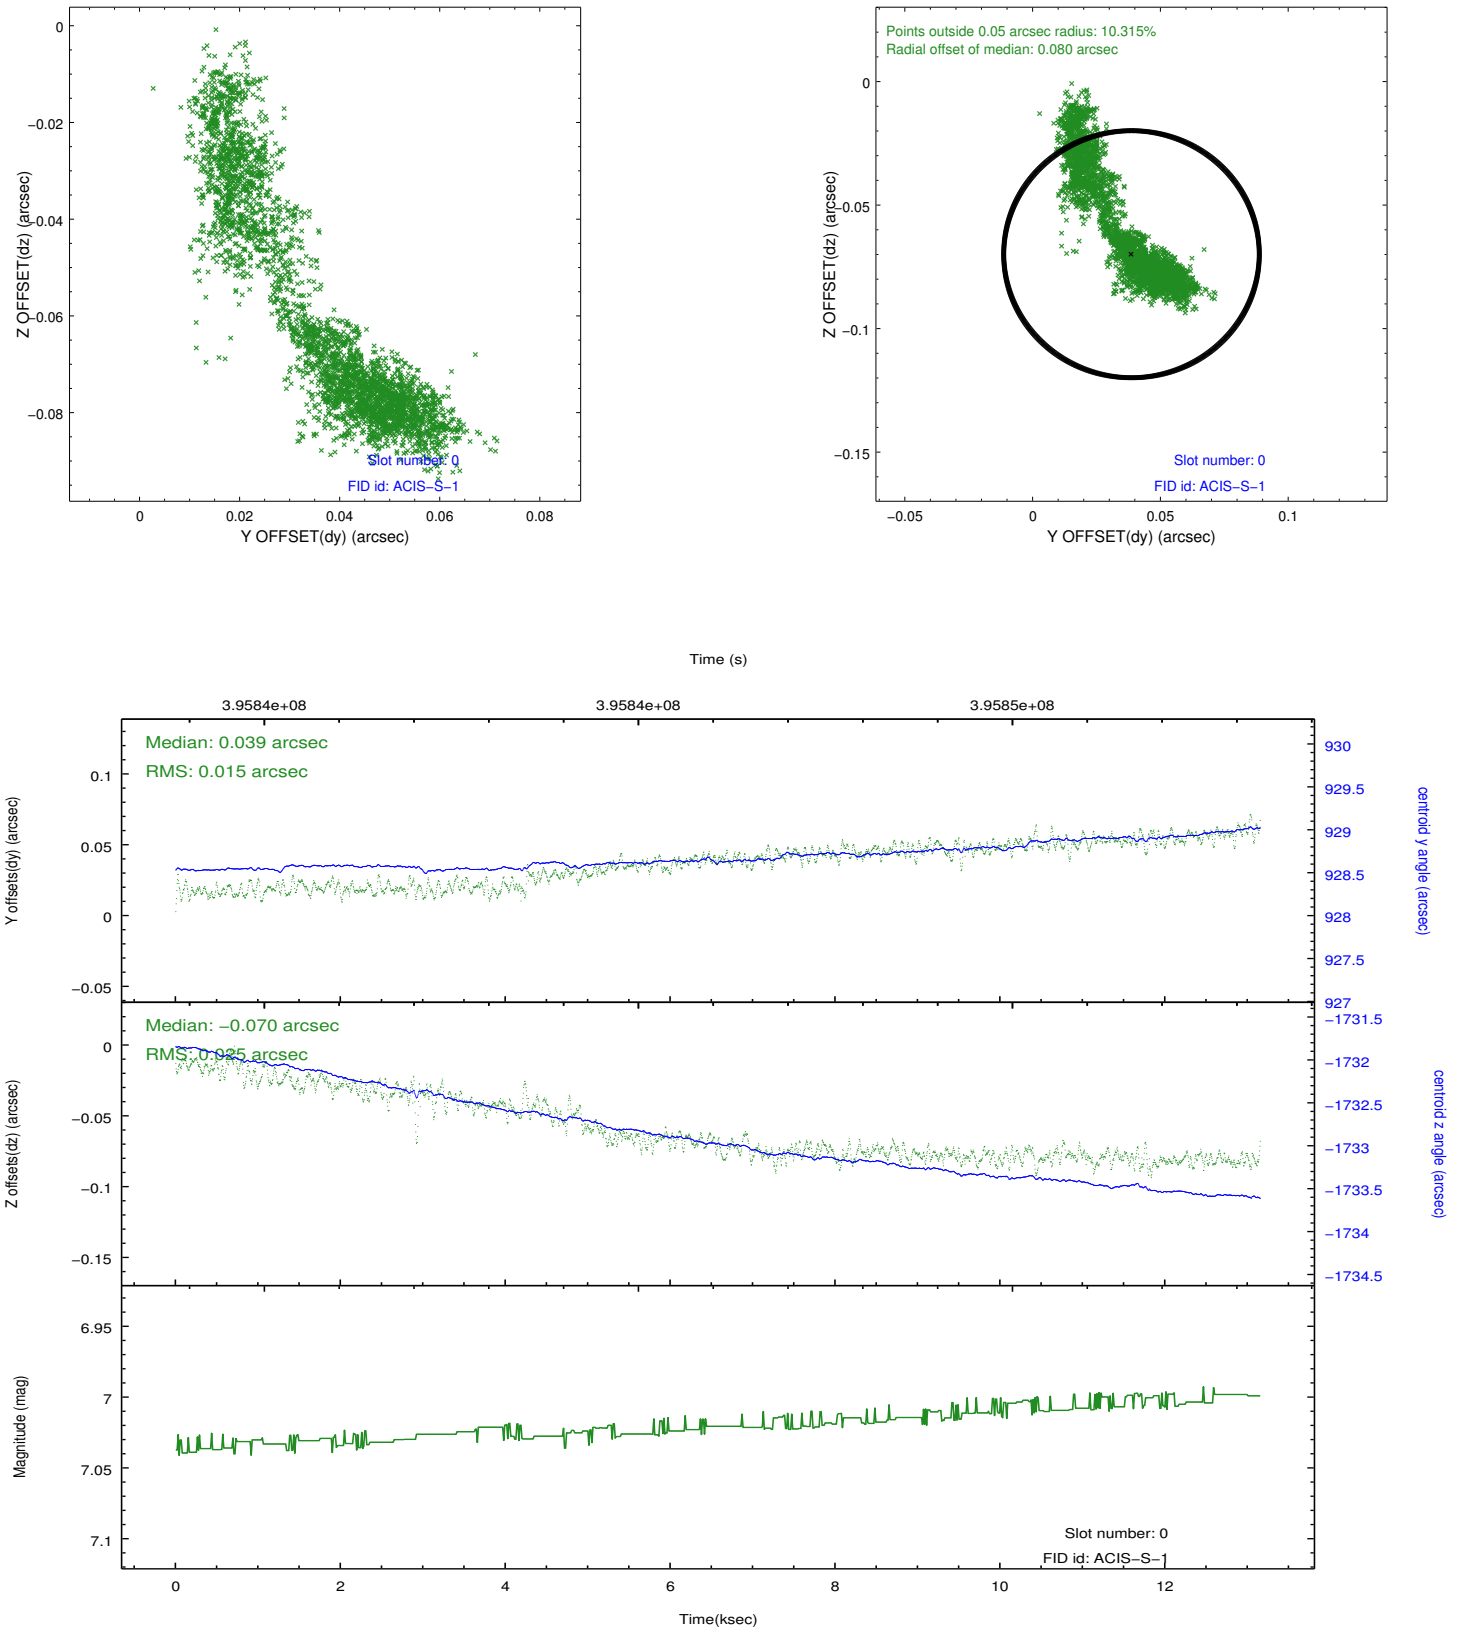 0
−0.02
−0.04
−0.06
−0.08
Z OFFSET(dz) (arcsec)
0
0.02
0.04
0.06
0.08
Y OFFSET(dy) (arcsec)
Slot number: 0
FID id: ACIS−S−1
Points outside 0.05 arcsec radius: 10.315%
Radial offset of median: 0.080 arcsec
0
−0.05
−0.1
−0.15
Z OFFSET(dz) (arcsec)
−0.05
0
0.05
0.1
Y OFFSET(dy) (arcsec)
Slot number: 0
FID id: ACIS−S−1
Time (s)
3.9584e+08
3.9584e+08
3.9585e+08
Median: 0.039 arcsec
RMS: 0.015 arcsec
0.1
0.05
0
−0.05
Y offsets(dy) (arcsec)
930
929.5
929
928.5
928
927.5
927
centroid y angle (arcsec)
Median: −0.070 arcsec
RMS: 0.025 arcsec
0
−0.05
−0.1
−0.15
Z offsets(dz) (arcsec)
−1731.5
−1732
−1732.5
−1733
−1733.5
−1734
−1734.5
centroid z angle (arcsec)
6.95
7
7.05
7.1
Magnitude (mag)
Slot number: 0
FID id: ACIS−S−1
0
2
4
6
8
10
12
Time(ksec)